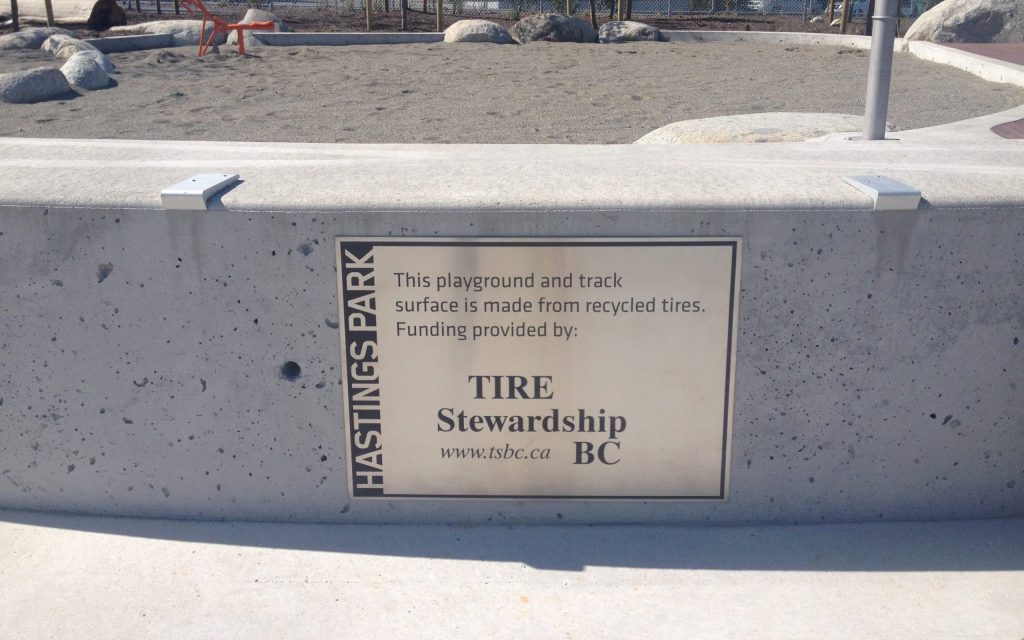 HASTINGS PARK
This playground and track
surface is made from recycled tires.
Funding provided by:
TIRE
Stewardship
www.tsbc.ca BC